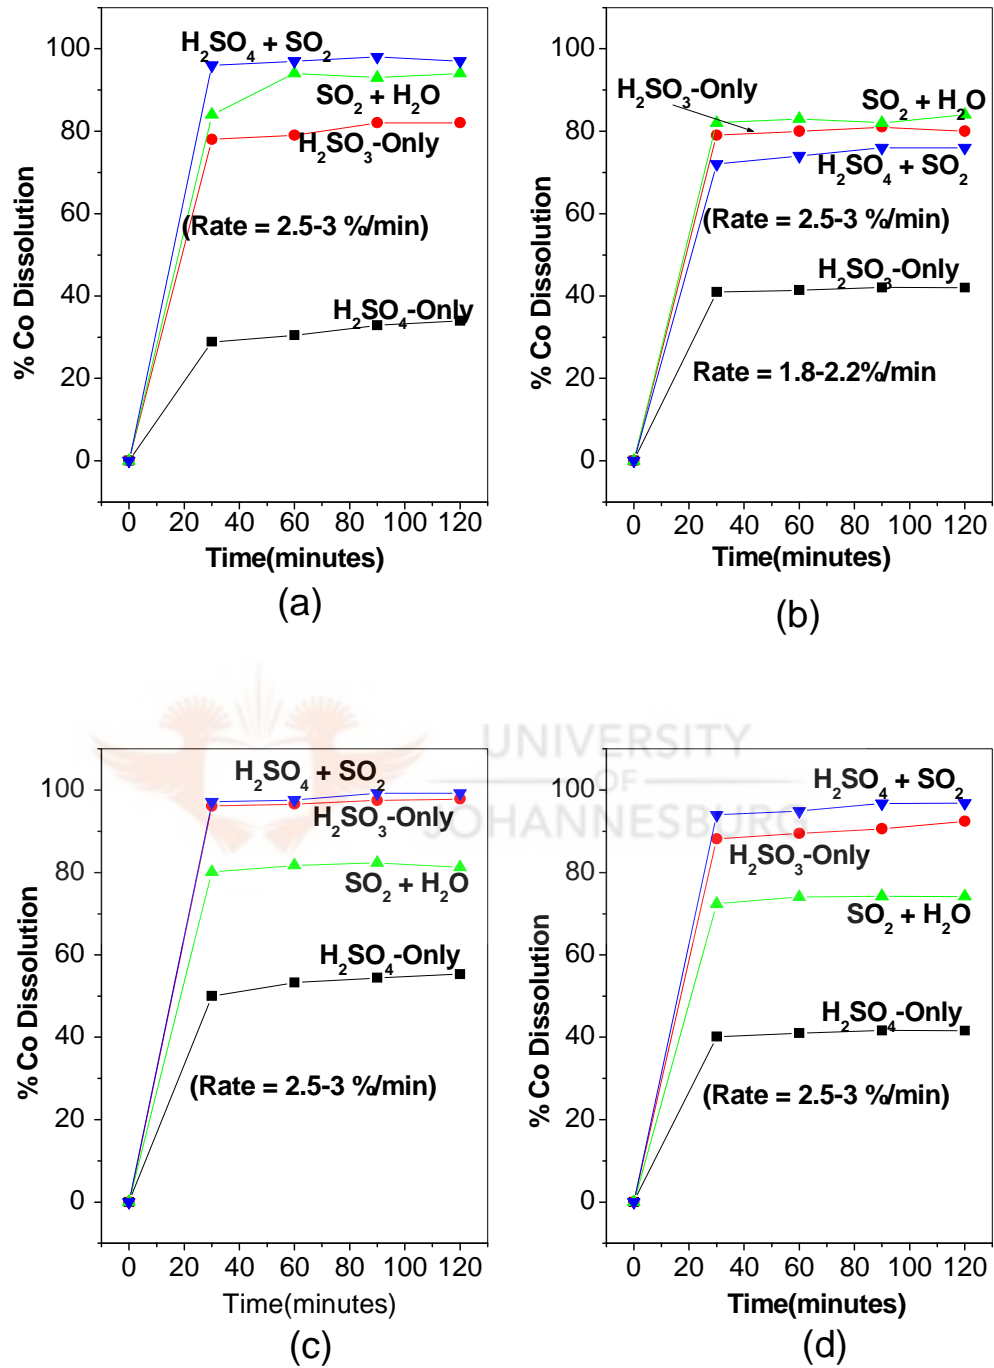 100
80
60
40
20
0
% Co Dissolution
H₂SO₄ + SO₂
SO₂ + H₂O
H₂SO₃-Only
(Rate = 2.5-3 %/min)
H₂SO₄-Only
0 20 40 60 80 100 120
Time(minutes)
(a)
100
80
60
40
20
0
% Co Dissolution
H₂SO₃-Only
SO₂ + H₂O
H₂SO₄ + SO₂
(Rate = 2.5-3 %/min)
H₂SO₃-Only
Rate = 1.8-2.2%/min
0 20 40 60 80 100 120
Time(minutes)
(b)
UNIVERSITY
OF
JOHANNESBURG
100
80
60
40
20
0
% Co Dissolution
H₂SO₄ + SO₂
H₂SO₃-Only
SO₂ + H₂O
H₂SO₄-Only
(Rate = 2.5-3 %/min)
0 20 40 60 80 100 120
Time(minutes)
(c)
100
80
60
40
20
0
% Co Dissolution
H₂SO₄ + SO₂
H₂SO₃-Only
SO₂ + H₂O
H₂SO₄-Only
(Rate = 2.5-3 %/min)
0 20 40 60 80 100 120
Time(minutes)
(d)